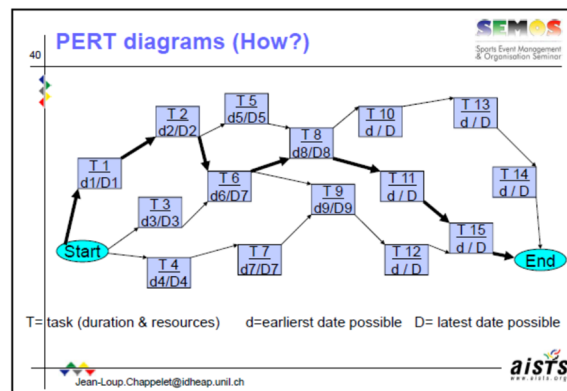 PERT diagrams (How?)
SEMOS
Sports Event Management
& Organisation Seminar
40
T 1
d1/D1
T 2
d2/D2
T 5
d5/D5
T 3
d3/D3
T 6
d6/D7
T 8
d8/D8
T 10
d / D
T 13
d / D
T 14
d / D
T 11
d / D
T 9
d9/D9
T 4
d4/D4
T 7
d7/D7
T 12
d / D
T 15
d / D
Start
End
T= task (duration & resources) d=earlierst date possible D= latest date possible
Jean-Loup.Chappelet@idheap.unil.ch
aisTs
www.aists.org